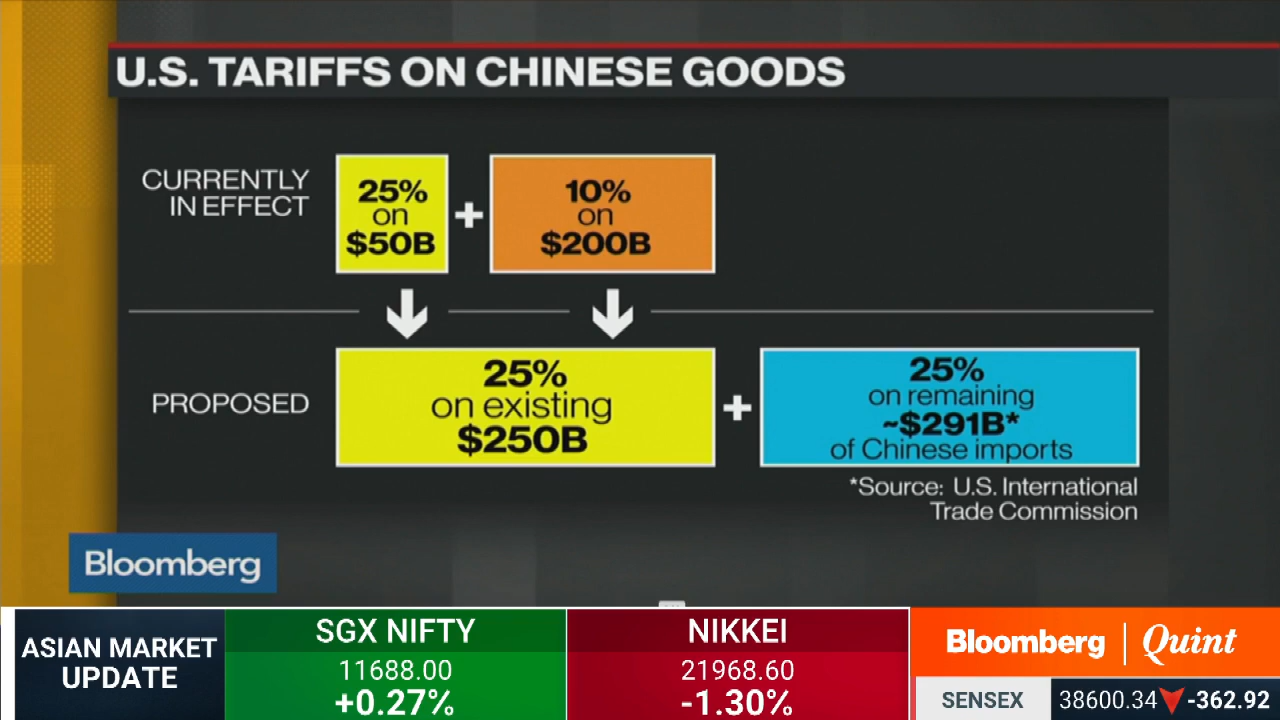 U.S. TARIFFS ON CHINESE GOODS
CURRENTLY
IN EFFECT
25%
on
$50B
+
10%
on
$200B
PROPOSED
25%
on existing
$250B
+
25%
on remaining
~$291B*
of Chinese imports
*Source: U.S. International
Trade Commission
Bloomberg
ASIAN MARKET
UPDATE
SGX NIFTY
11688.00
+0.27%
NIKKEI
21968.60
-1.30%
Bloomberg | Quint
SENSEX 38600.34 -362.92